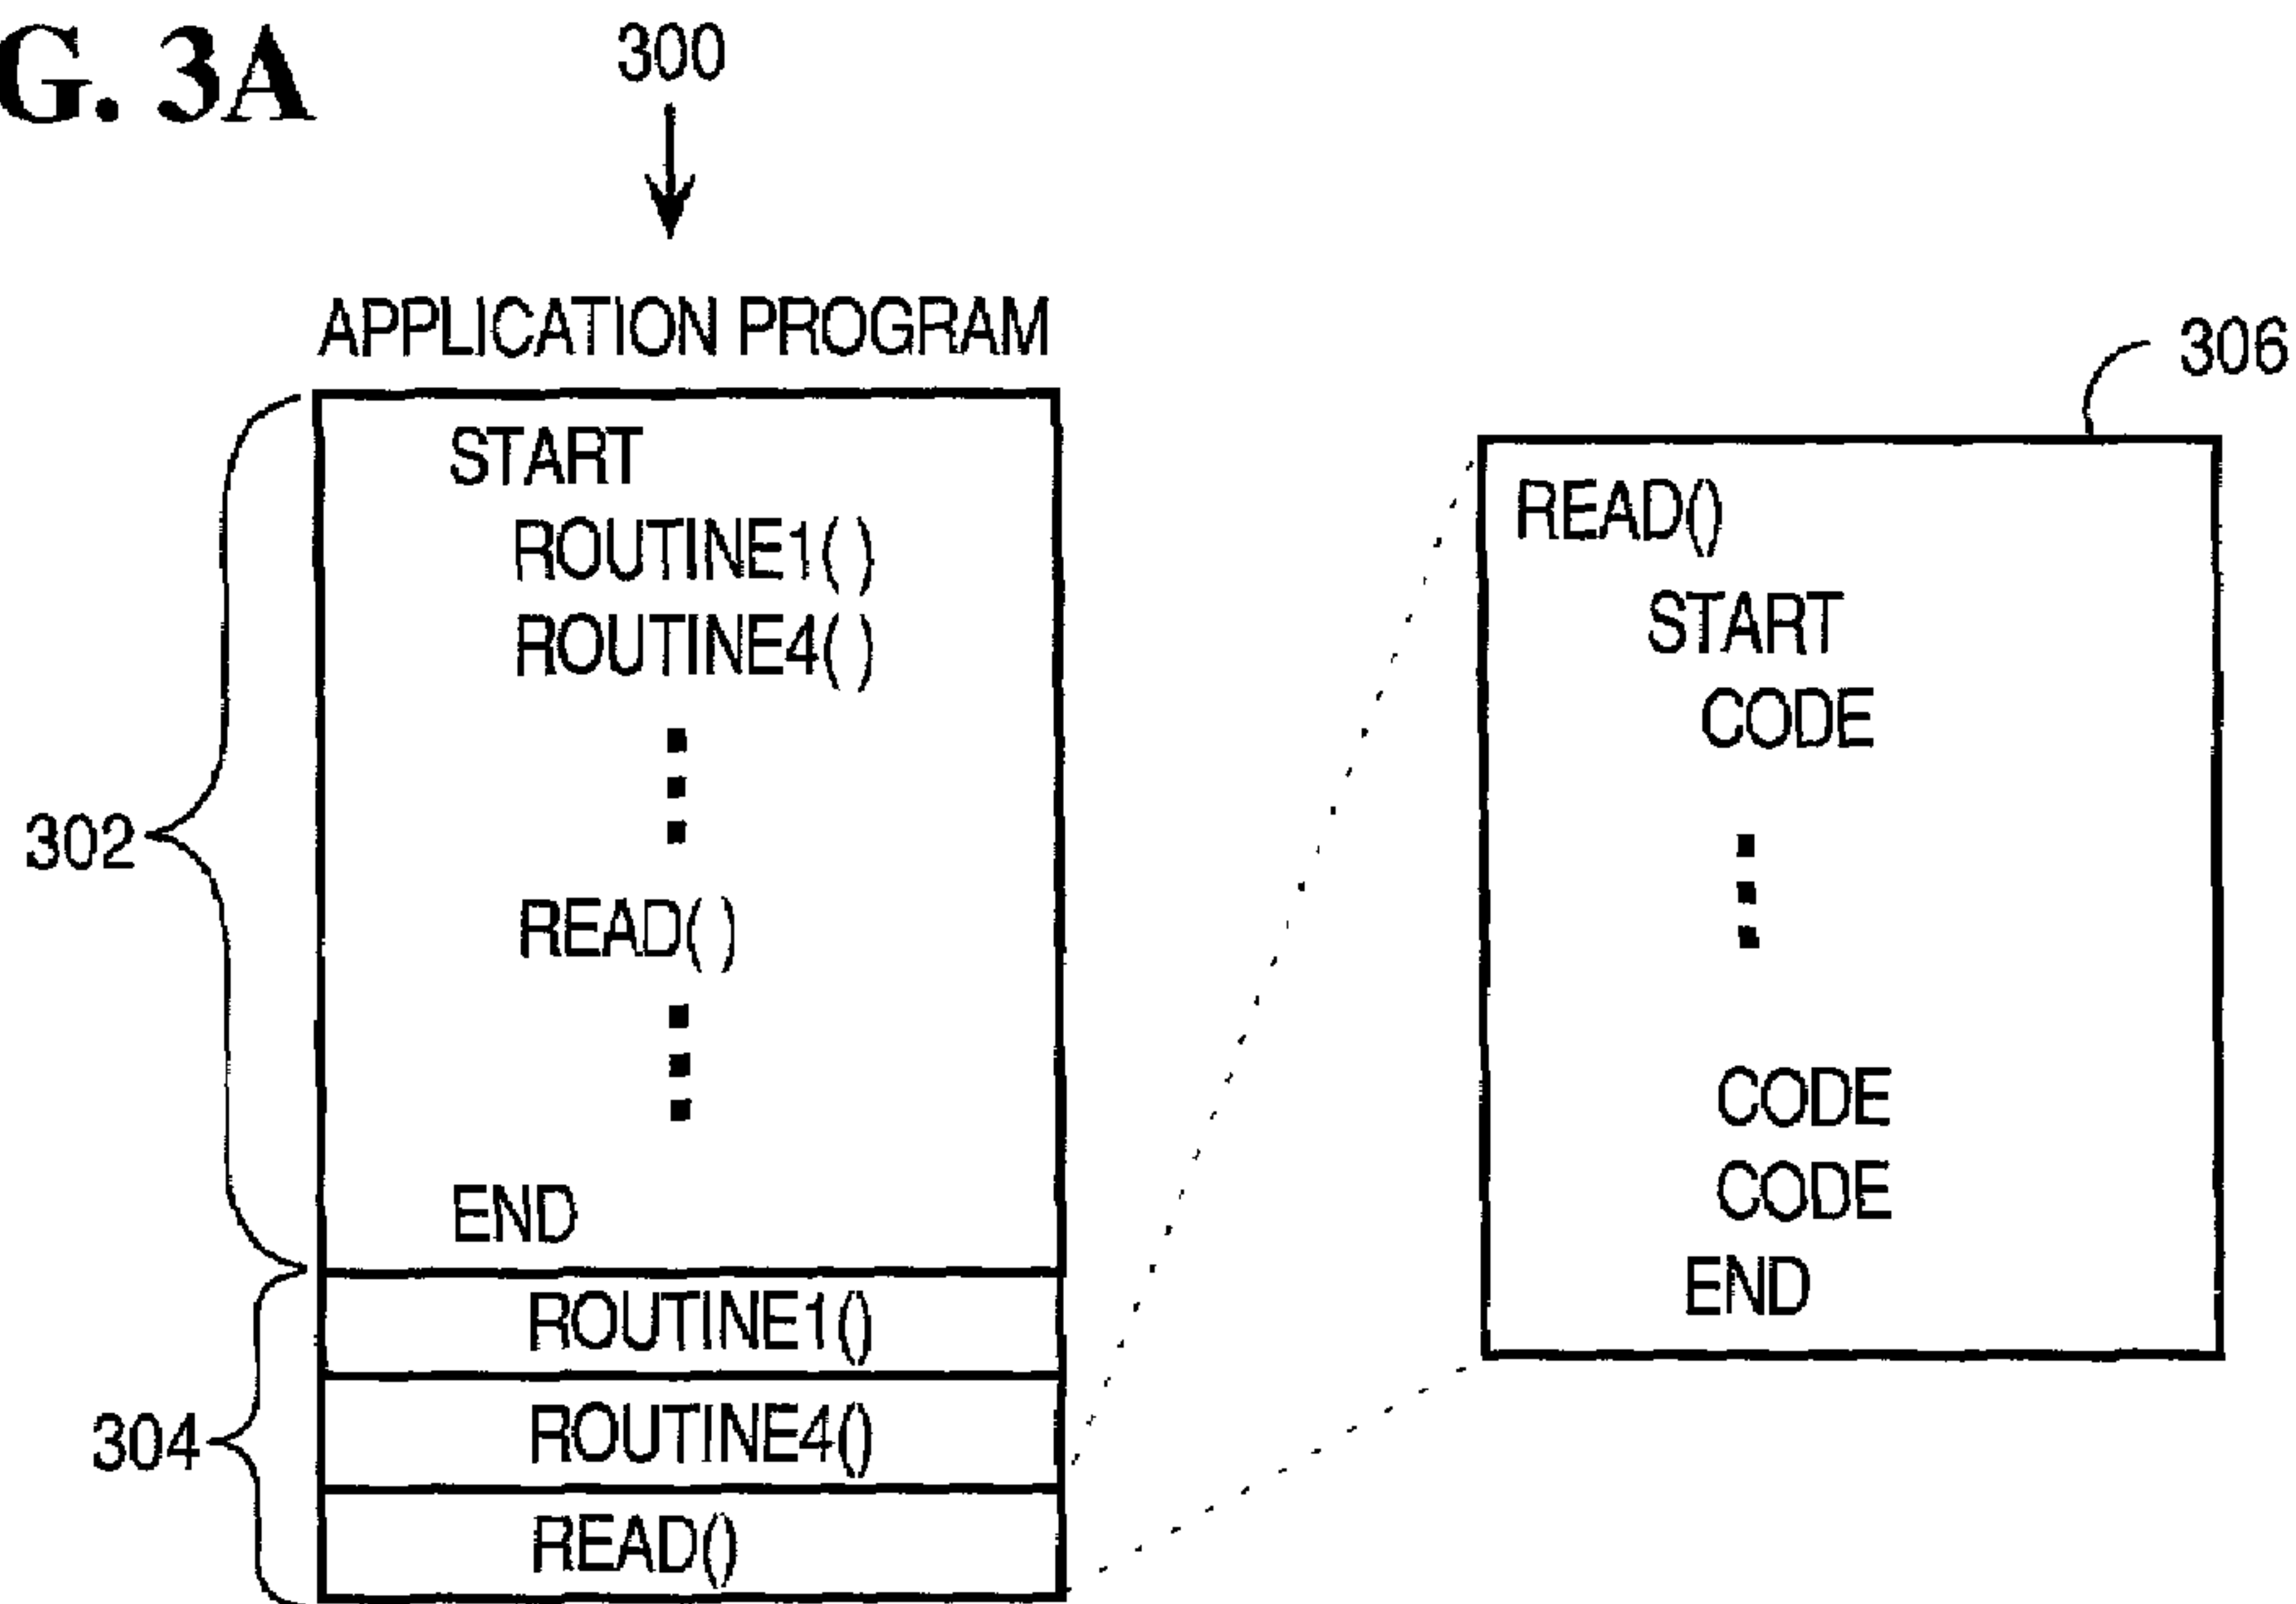 G. 3A
300
APPLICATION PROGRAM
START
ROUTINE1( )
ROUTINE4( )
READ( )
END
302
ROUTINE1()
ROUTINE4()
READ()
304
306
READ()
START
CODE
CODE
CODE
END